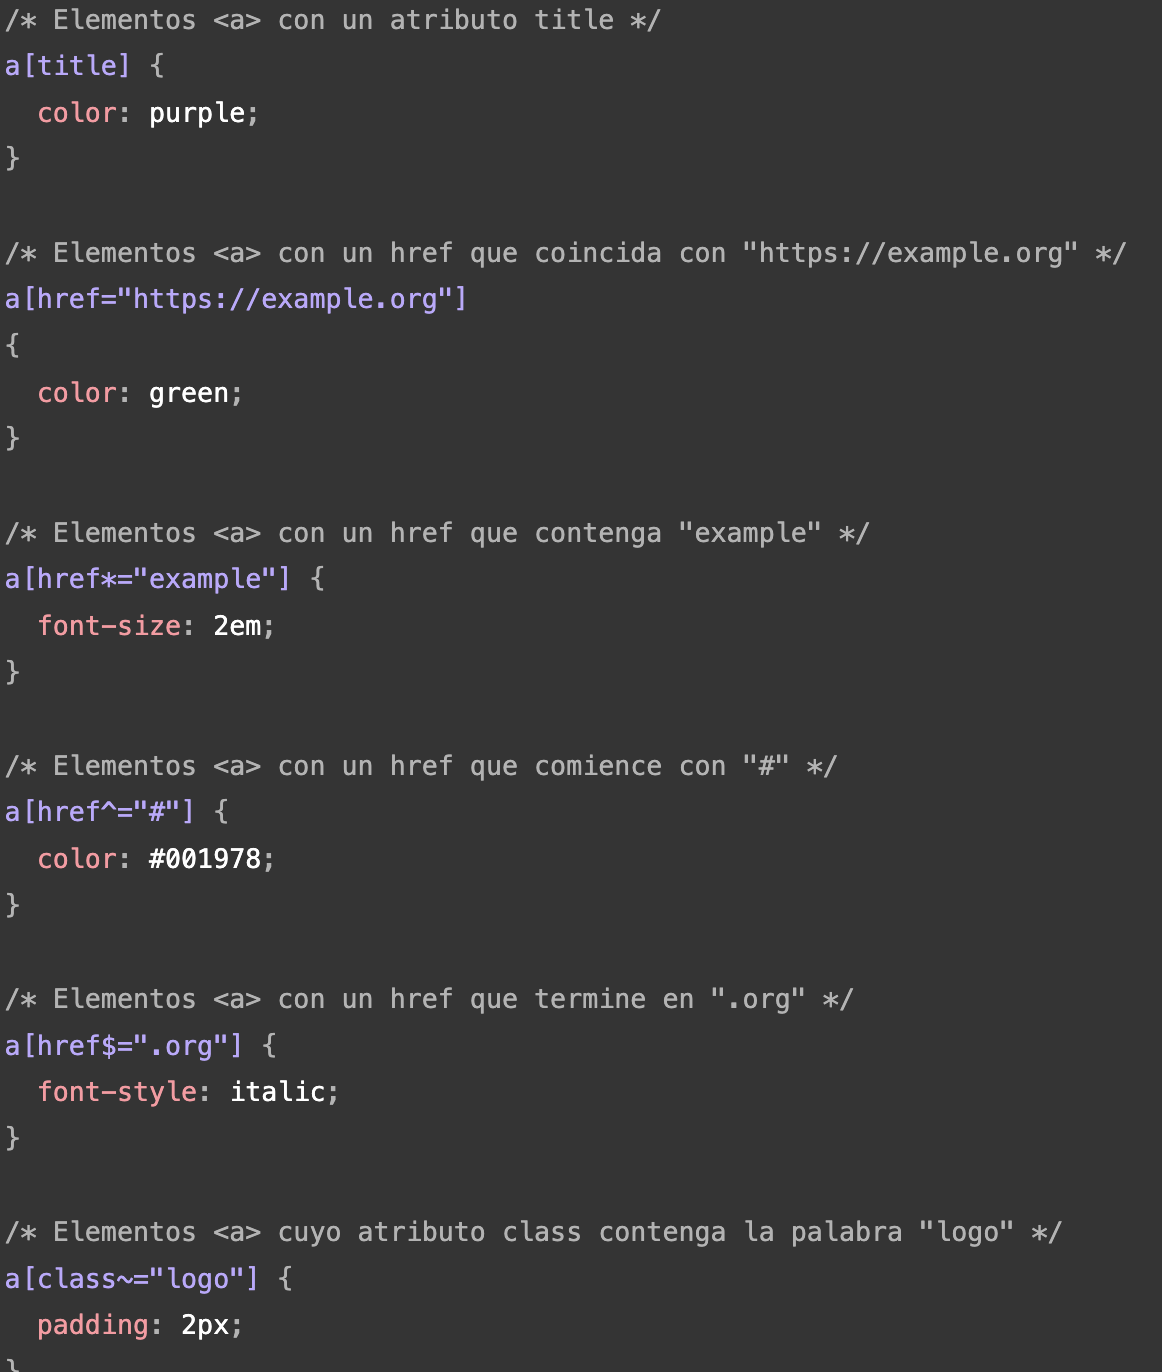 /* Elementos <a> con un atributo title */
a[title] {
  color: purple;
}
/* Elementos <a> con un href que coincida con "https://example.org" */
a[href="https://example.org"]
{
  color: green;
}
/* Elementos <a> con un href que contenga "example" */
a[href*="example"] {
  font-size: 2em;
}
/* Elementos <a> con un href que comience con "#" */
a[href^="#"] {
  color: #001978;
}
/* Elementos <a> con un href que termine en ".org" */
a[href$=".org"] {
  font-style: italic;
}
/* Elementos <a> cuyo atributo class contenga la palabra "logo" */
a[class~="logo"] {
  padding: 2px;
}